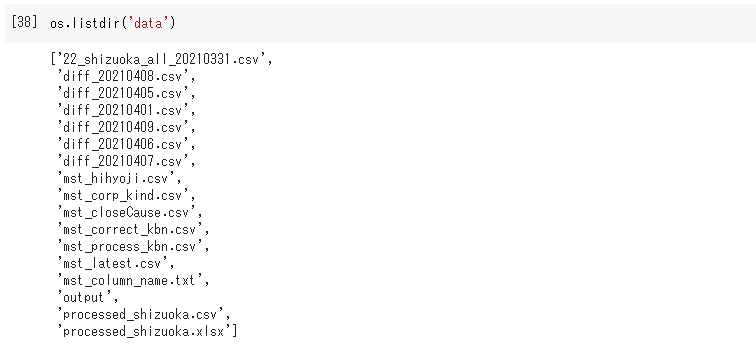 [38] os.listdir('data')
['22_shizuoka_all_20210331.csv',
'diff_20210408.csv',
'diff_20210405.csv',
'diff_20210401.csv',
'diff_20210409.csv',
'diff_20210406.csv',
'diff_20210407.csv',
'mst_hihyoji.csv',
'mst_corp_kind.csv',
'mst_closeCause.csv',
'mst_correct_kbn.csv',
'mst_process_kbn.csv',
'mst_latest.csv',
'mst_column_name.txt',
'output',
'processed_shizuoka.csv',
'processed_shizuoka.xlsx']